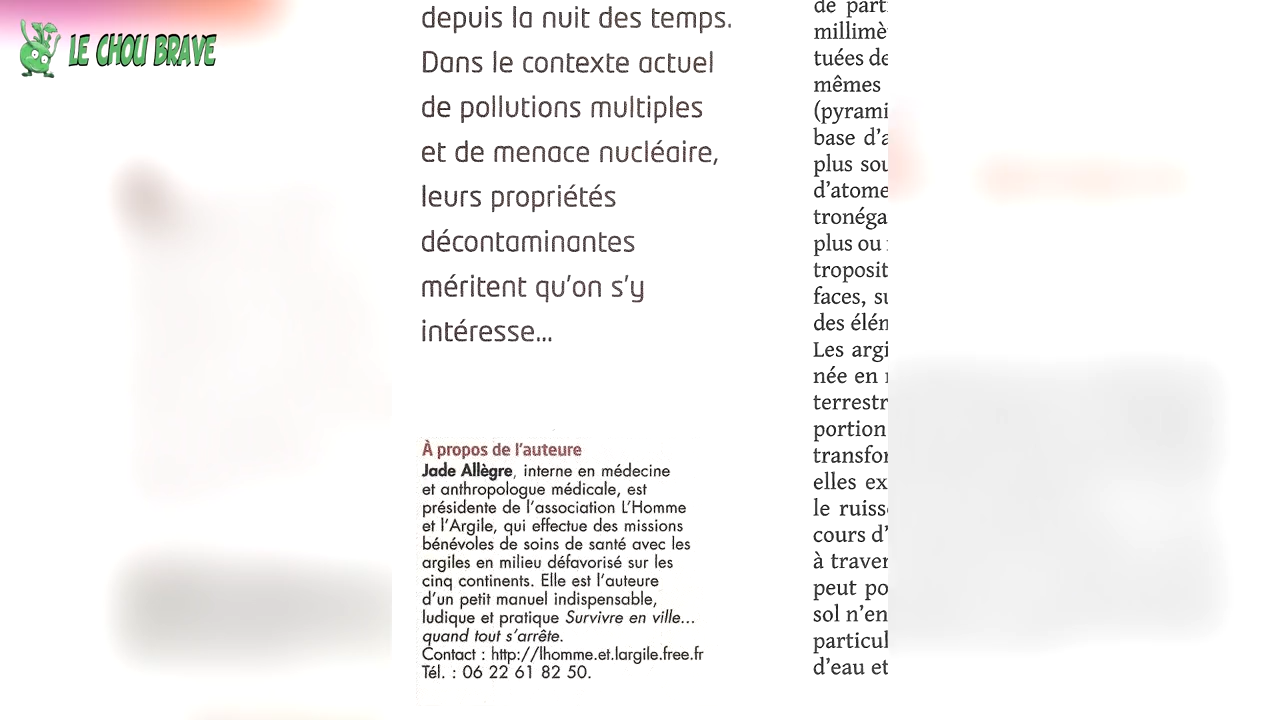 LE CHOU BRAVE
depuis la nuit des temps.
Dans le contexte actuel
de pollutions multiples
et de menace nucléaire,
leurs propriétés
décontaminantes
méritent qu'on s'y
intéresse...
À propos de l'auteure
Jade Allègre, interne en médecine
et anthropologue médicale, est
présidente de l'association L'Homme
et l'Argile, qui effectue des missions
bénévoles de soins de santé avec les
argiles en milieu défavorisé sur les
cinq continents. Elle est l'auteure
d'un petit manuel indispensable,
ludique et pratique Survivre en ville...
quand tout s'arrête.
Contact : http://lhomme.et.largile.free.fr
Tél. : 06 22 61 82 50.
de part
millimè
tuées de
mêmes
(pyrami
base d'a
plus sou
d'atome
tronéga
plus ou
troposit
faces, su
des élém
Les argi
née en
terrestr
portion
transfor
elles ex
le ruiss
cours d'
à traver
peut po
sol n'en
particul
d'eau et